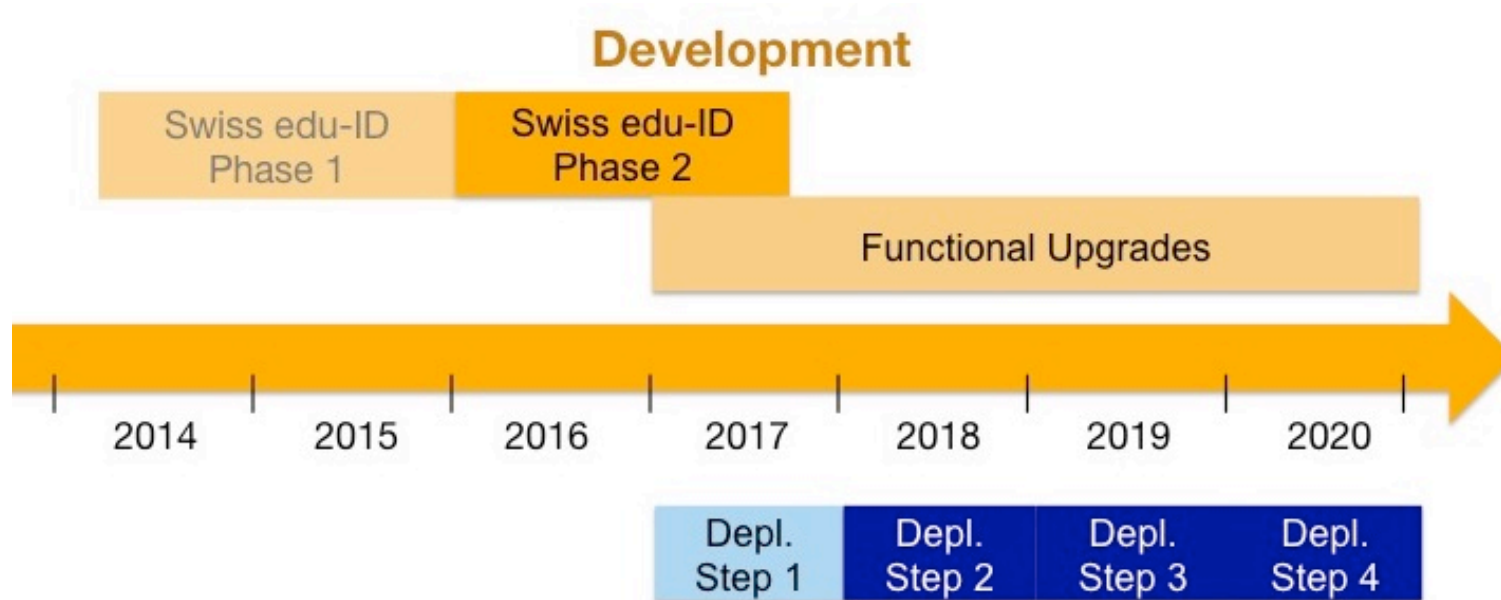 Development
Swiss edu-ID
Phase 1
Swiss edu-ID
Phase 2
Functional Upgrades
2014
2015
2016
2017
2018
2019
2020
Depl.
Step 1
Depl.
Step 2
Depl.
Step 3
Depl.
Step 4